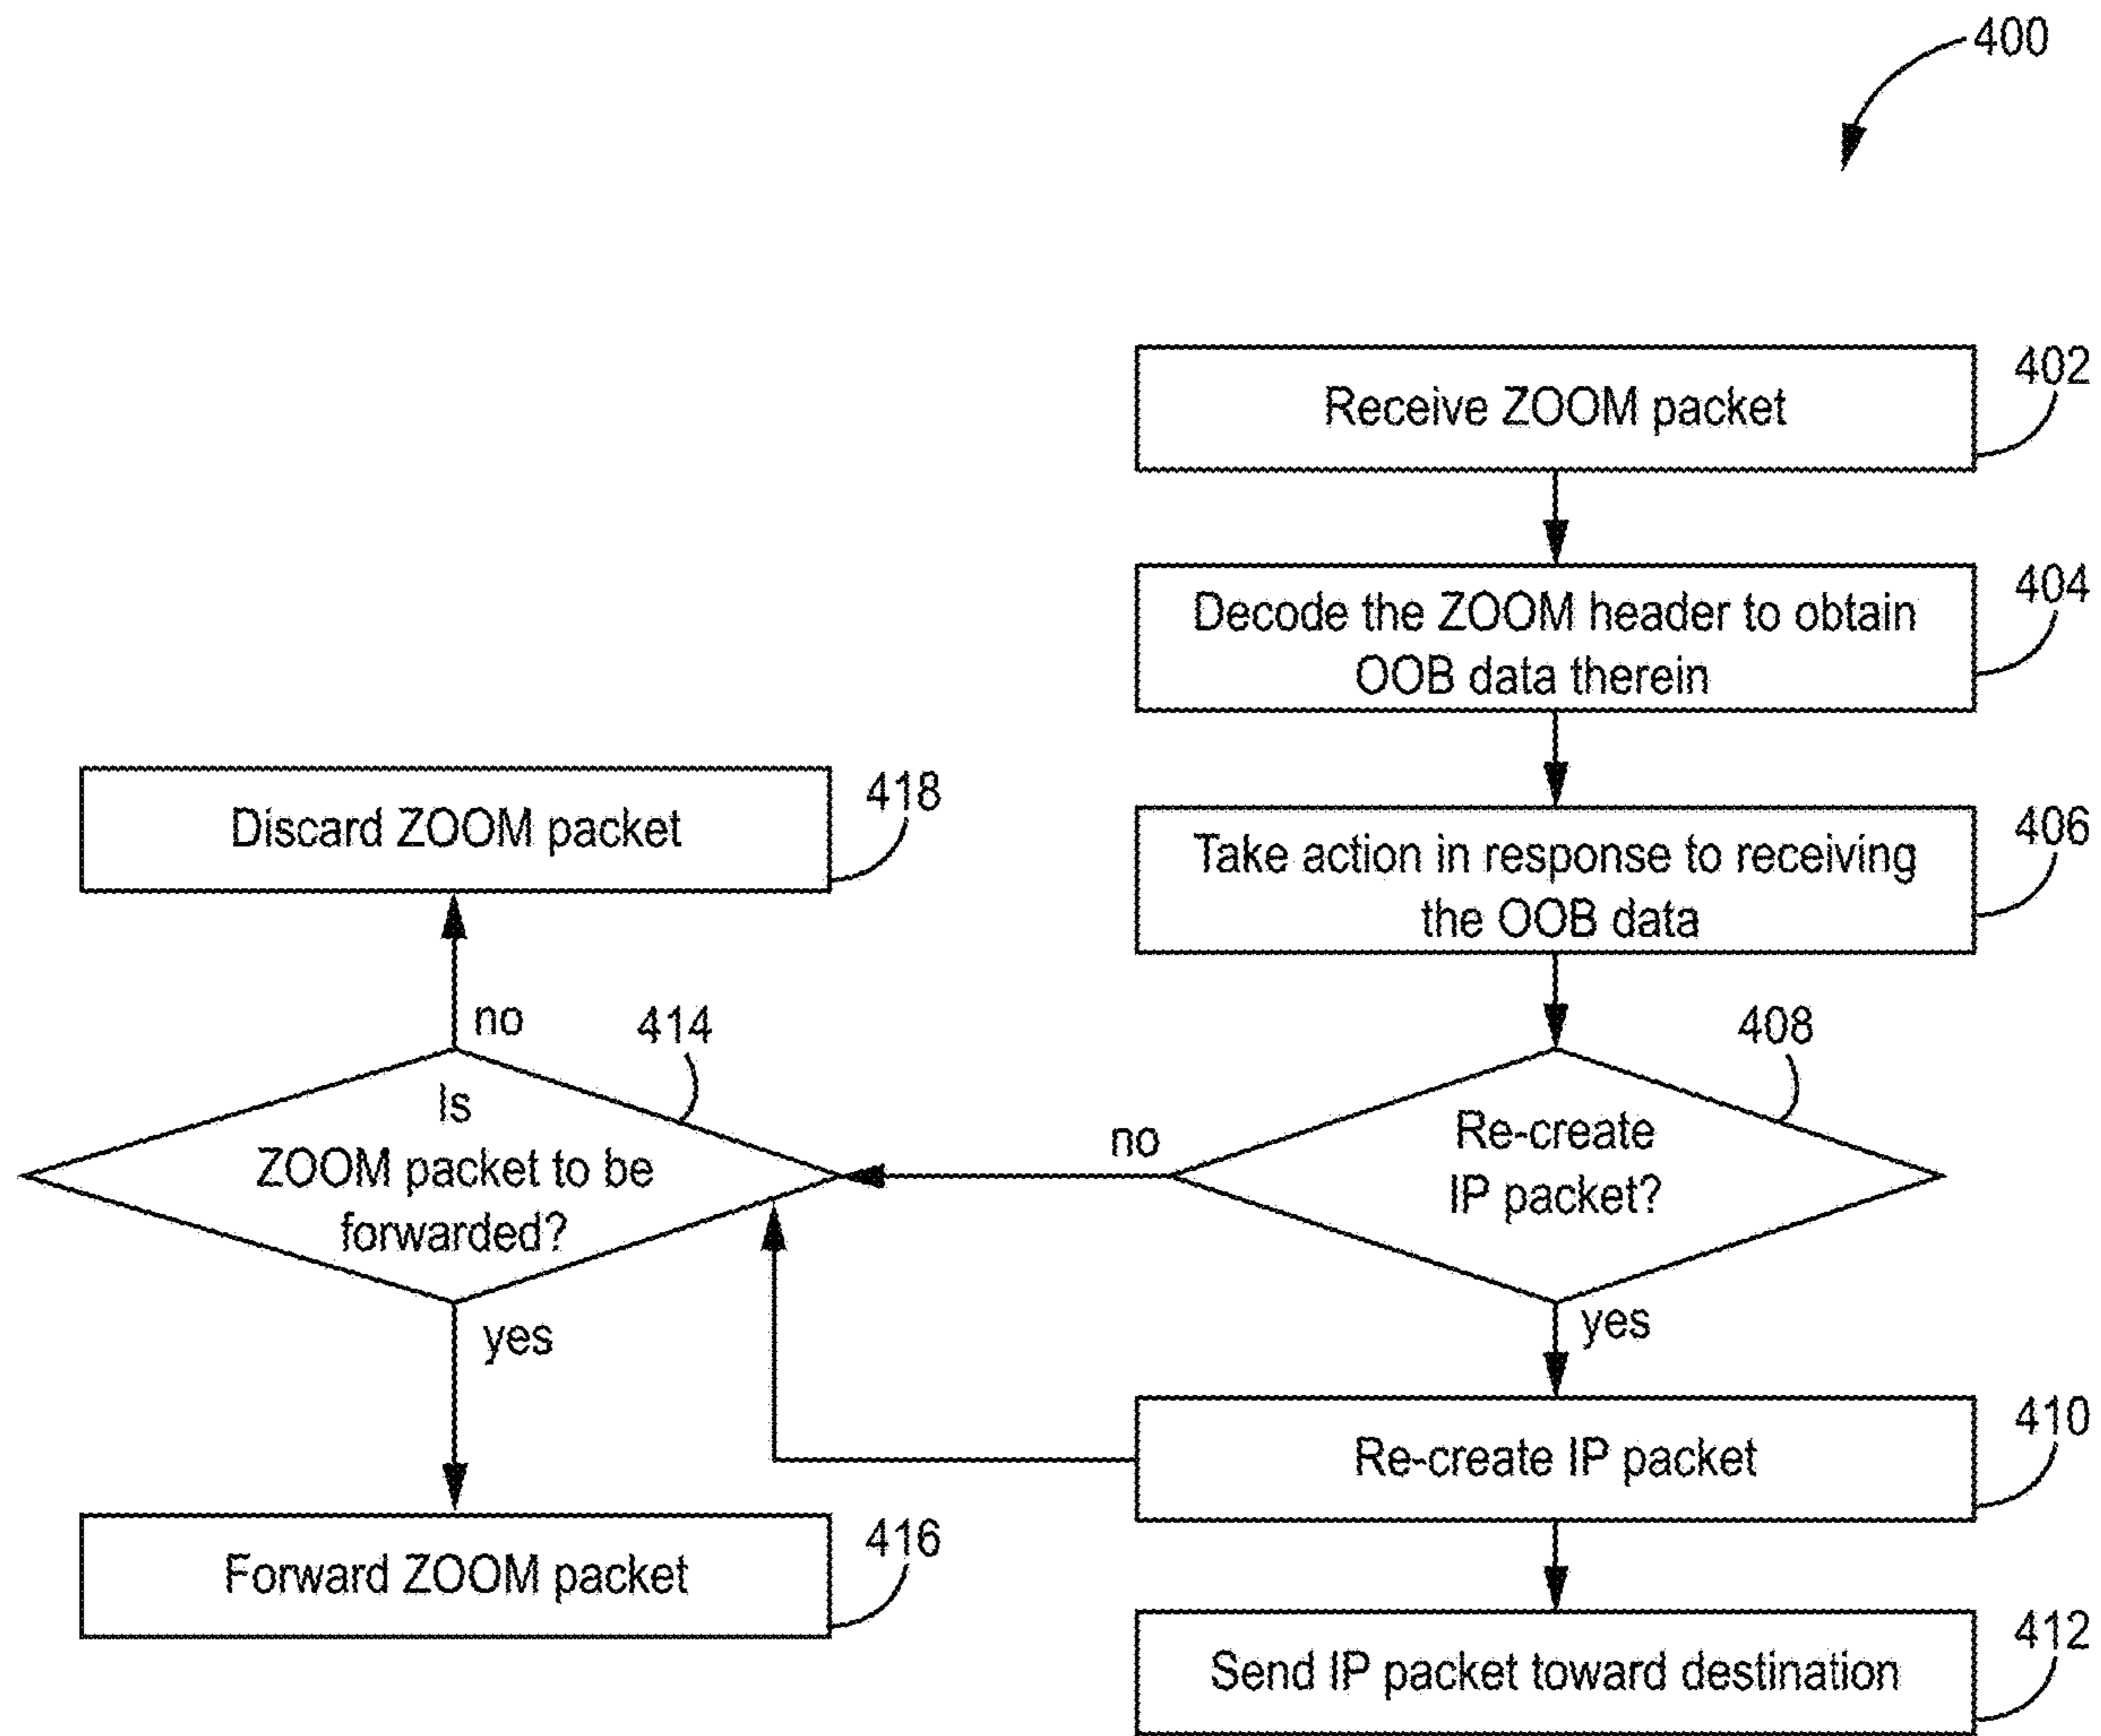 400
Receive ZOOM packet
402
Decode the ZOOM header to obtain
OOB data therein
404
Take action in response to receiving
the OOB data
406
Re-create
IP packet?
408
no
yes
Re-create IP packet
410
Send IP packet toward destination
412
Is
ZOOM packet to be
forwarded?
414
no
Discard ZOOM packet
418
yes
Forward ZOOM packet
416